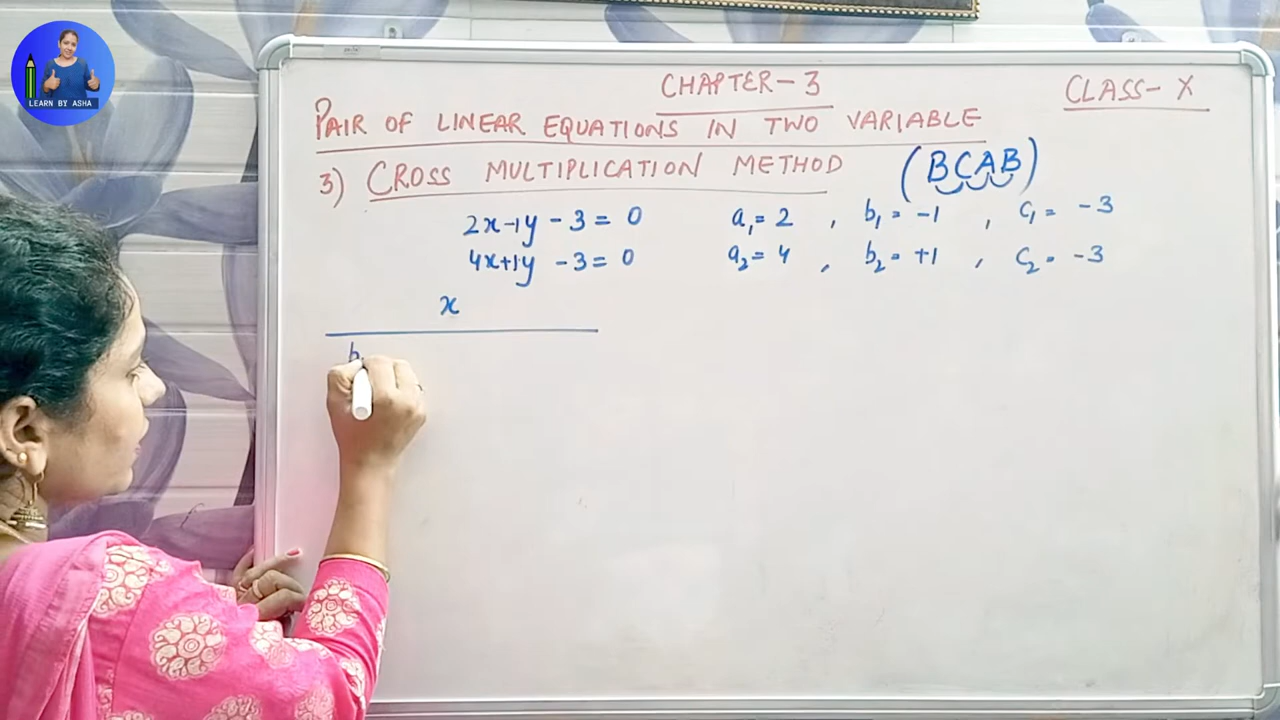 LEARN BY ASHA
CHAPTER-3
CLASS-X
PAIR OF LINEAR EQUATIONS IN TWO VARIABLE
3) CROSS MULTIPLICATION METHOD (BCAB)
2x-1y-3=0 a₁=2, b₁=-1, c₁=-3
4x+1y-3=0 a₂=4, b₂=+1, c₂=-3
x
b₁